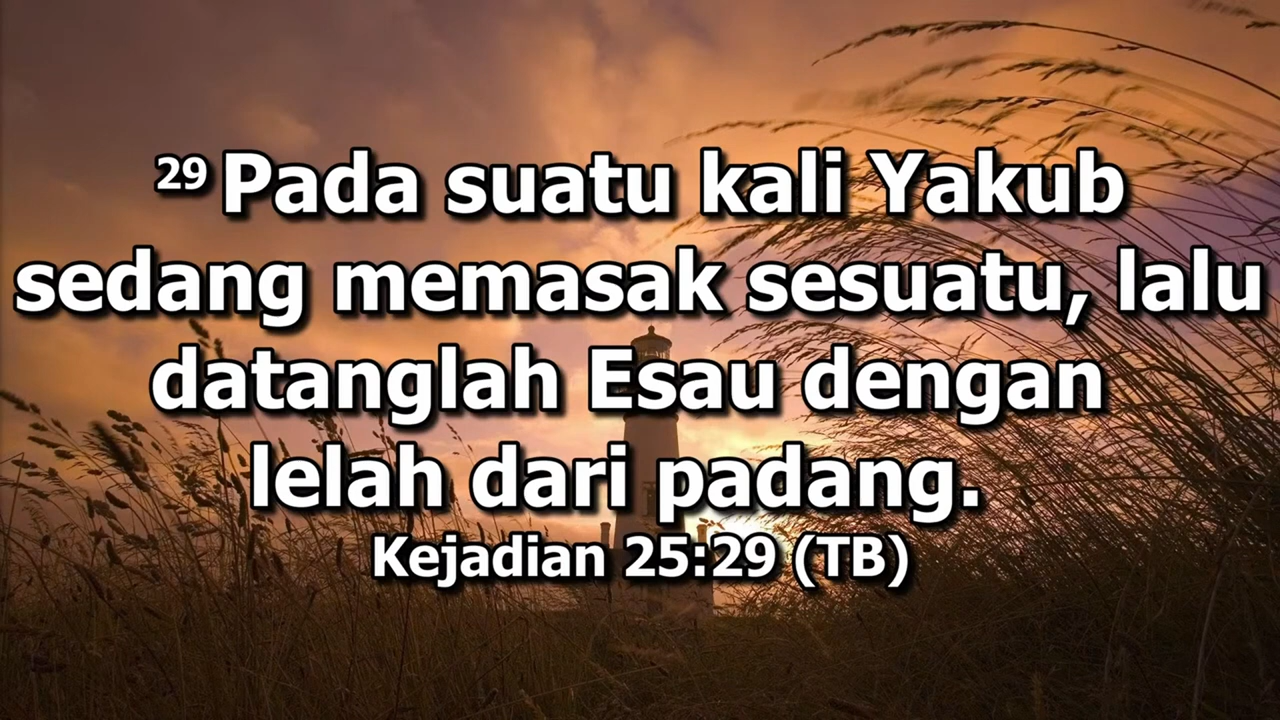 29 Pada suatu kali Yakub
sedang memasak sesuatu, lalu
datanglah Esau dengan
lelah dari padang.
Kejadian 25:29 (TB)